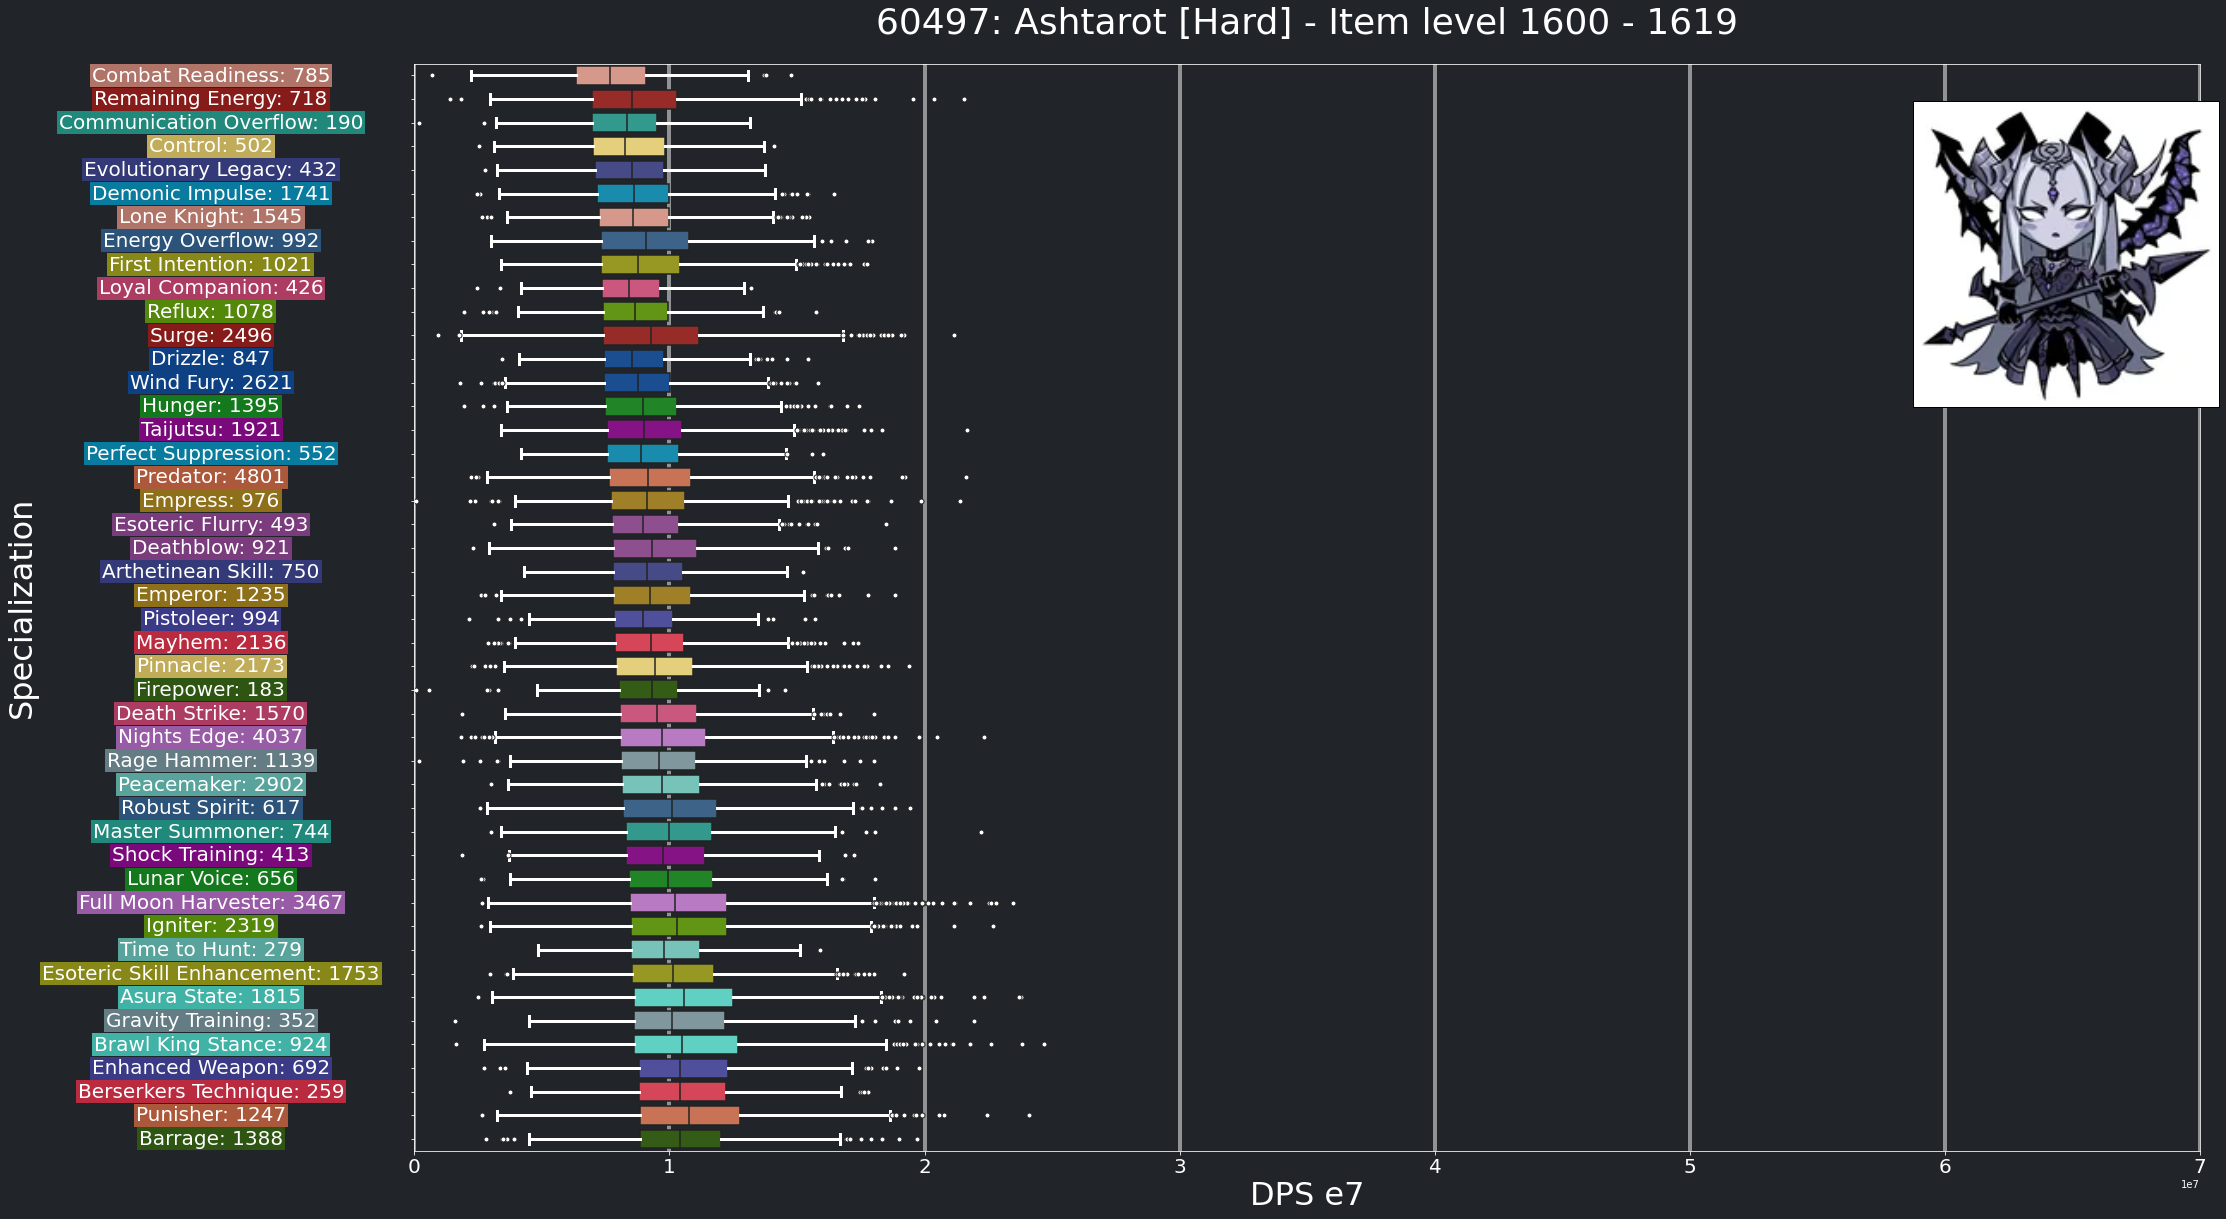 60497: Ashtarot [Hard] - Item level 1600 - 1619
Specialization
Combat Readiness: 785
Remaining Energy: 718
Communication Overflow: 190
Control: 502
Evolutionary Legacy: 432
Demonic Impulse: 1741
Lone Knight: 1545
Energy Overflow: 992
First Intention: 1021
Loyal Companion: 426
Reflux: 1078
Surge: 2496
Drizzle: 847
Wind Fury: 2621
Hunger: 1395
Taijutsu: 1921
Perfect Suppression: 552
Predator: 4801
Empress: 976
Esoteric Flurry: 493
Deathblow: 921
Arthetinean Skill: 750
Emperor: 1235
Pistoleer: 994
Mayhem: 2136
Pinnacle: 2173
Firepower: 183
Death Strike: 1570
Nights Edge: 4037
Rage Hammer: 1139
Peacemaker: 2902
Robust Spirit: 617
Master Summoner: 744
Shock Training: 413
Lunar Voice: 656
Full Moon Harvester: 3467
Igniter: 2319
Time to Hunt: 279
Esoteric Skill Enhancement: 1753
Asura State: 1815
Gravity Training: 352
Brawl King Stance: 924
Enhanced Weapon: 692
Berserkers Technique: 259
Punisher: 1247
Barrage: 1388
0 1 2 3 4 5 6 7
1e7
DPS e7